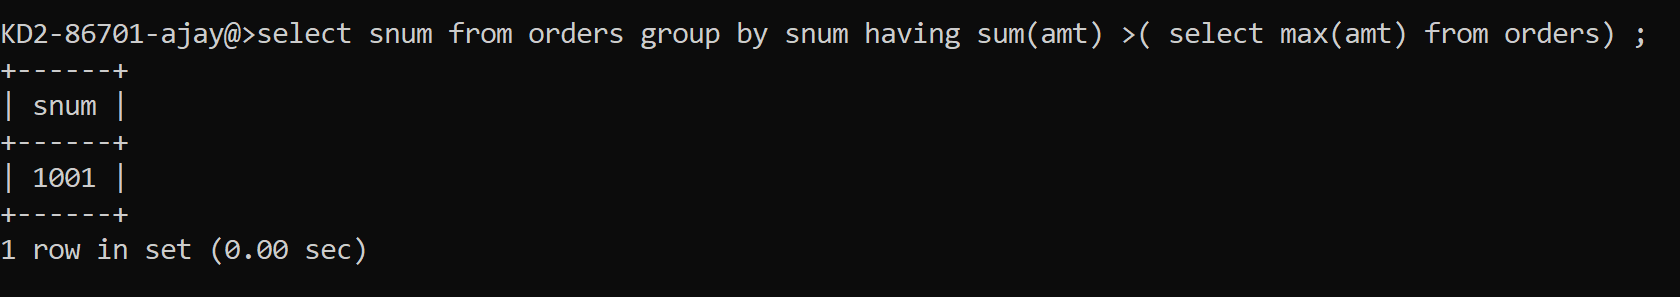 KD2-86701-ajay@>select snum from orders group by snum having sum(amt) >( select max(amt) from orders) ;
+------+
| snum |
+------+
| 1001 |
+------+
1 row in set (0.00 sec)